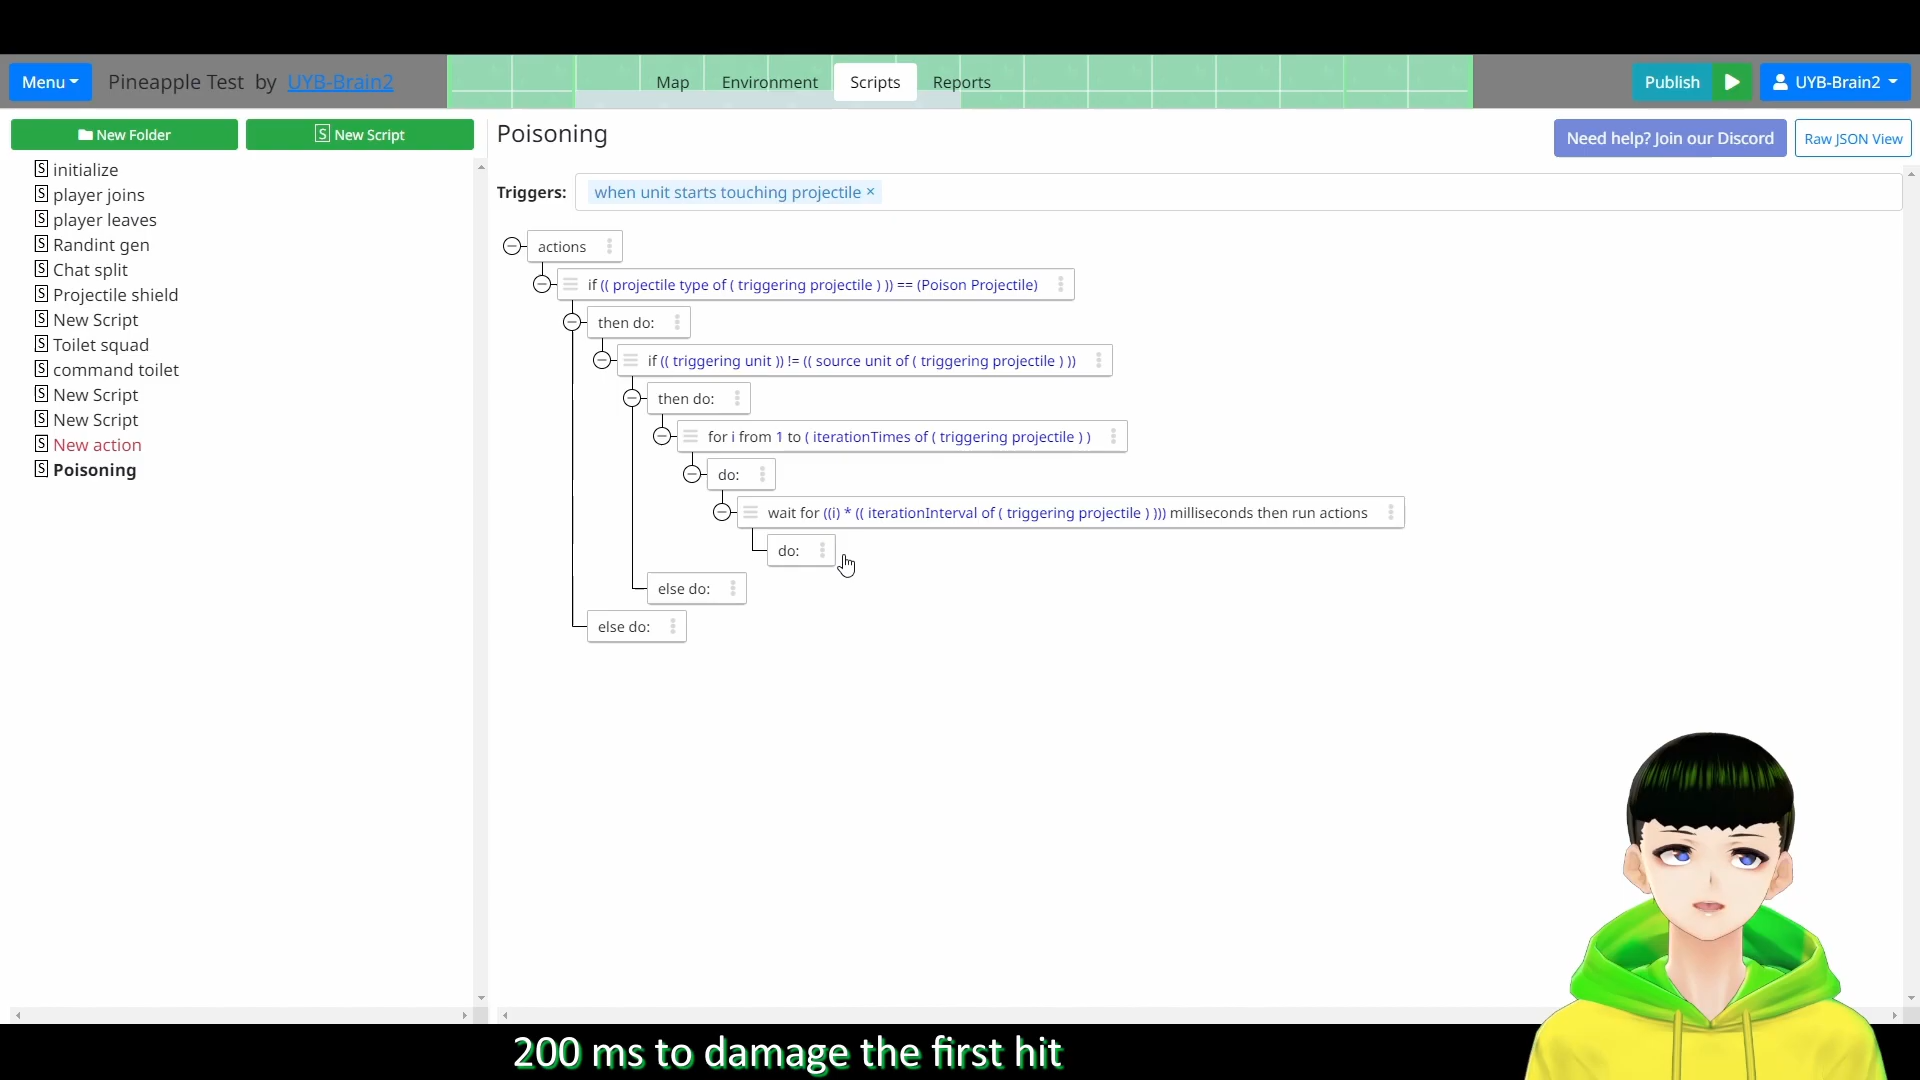 Menu
Pineapple Test by UYB-Brain2
Map Environment Scripts Reports
Publish
UYB-Brain2
New Folder
S New Script
S initialize
S player joins
S player leaves
S Randint gen
S Chat split
S Projectile shield
S New Script
S Toilet squad
S command toilet
S New Script
S New Script
S New action
S Poisoning
Poisoning
Need help? Join our Discord
Raw JSON View
Triggers: when unit starts touching projectile ×
actions
if (( projectile type of ( triggering projectile ) )) == (Poison Projectile)
then do:
if (( triggering unit )) != (( source unit of ( triggering projectile ) ))
then do:
for i from 1 to ( iterationTimes of ( triggering projectile ) )
do:
wait for ((i) * (( iterationInterval of ( triggering projectile ) ))) milliseconds then run actions
do:
else do:
else do:
200 ms to damage the first hit